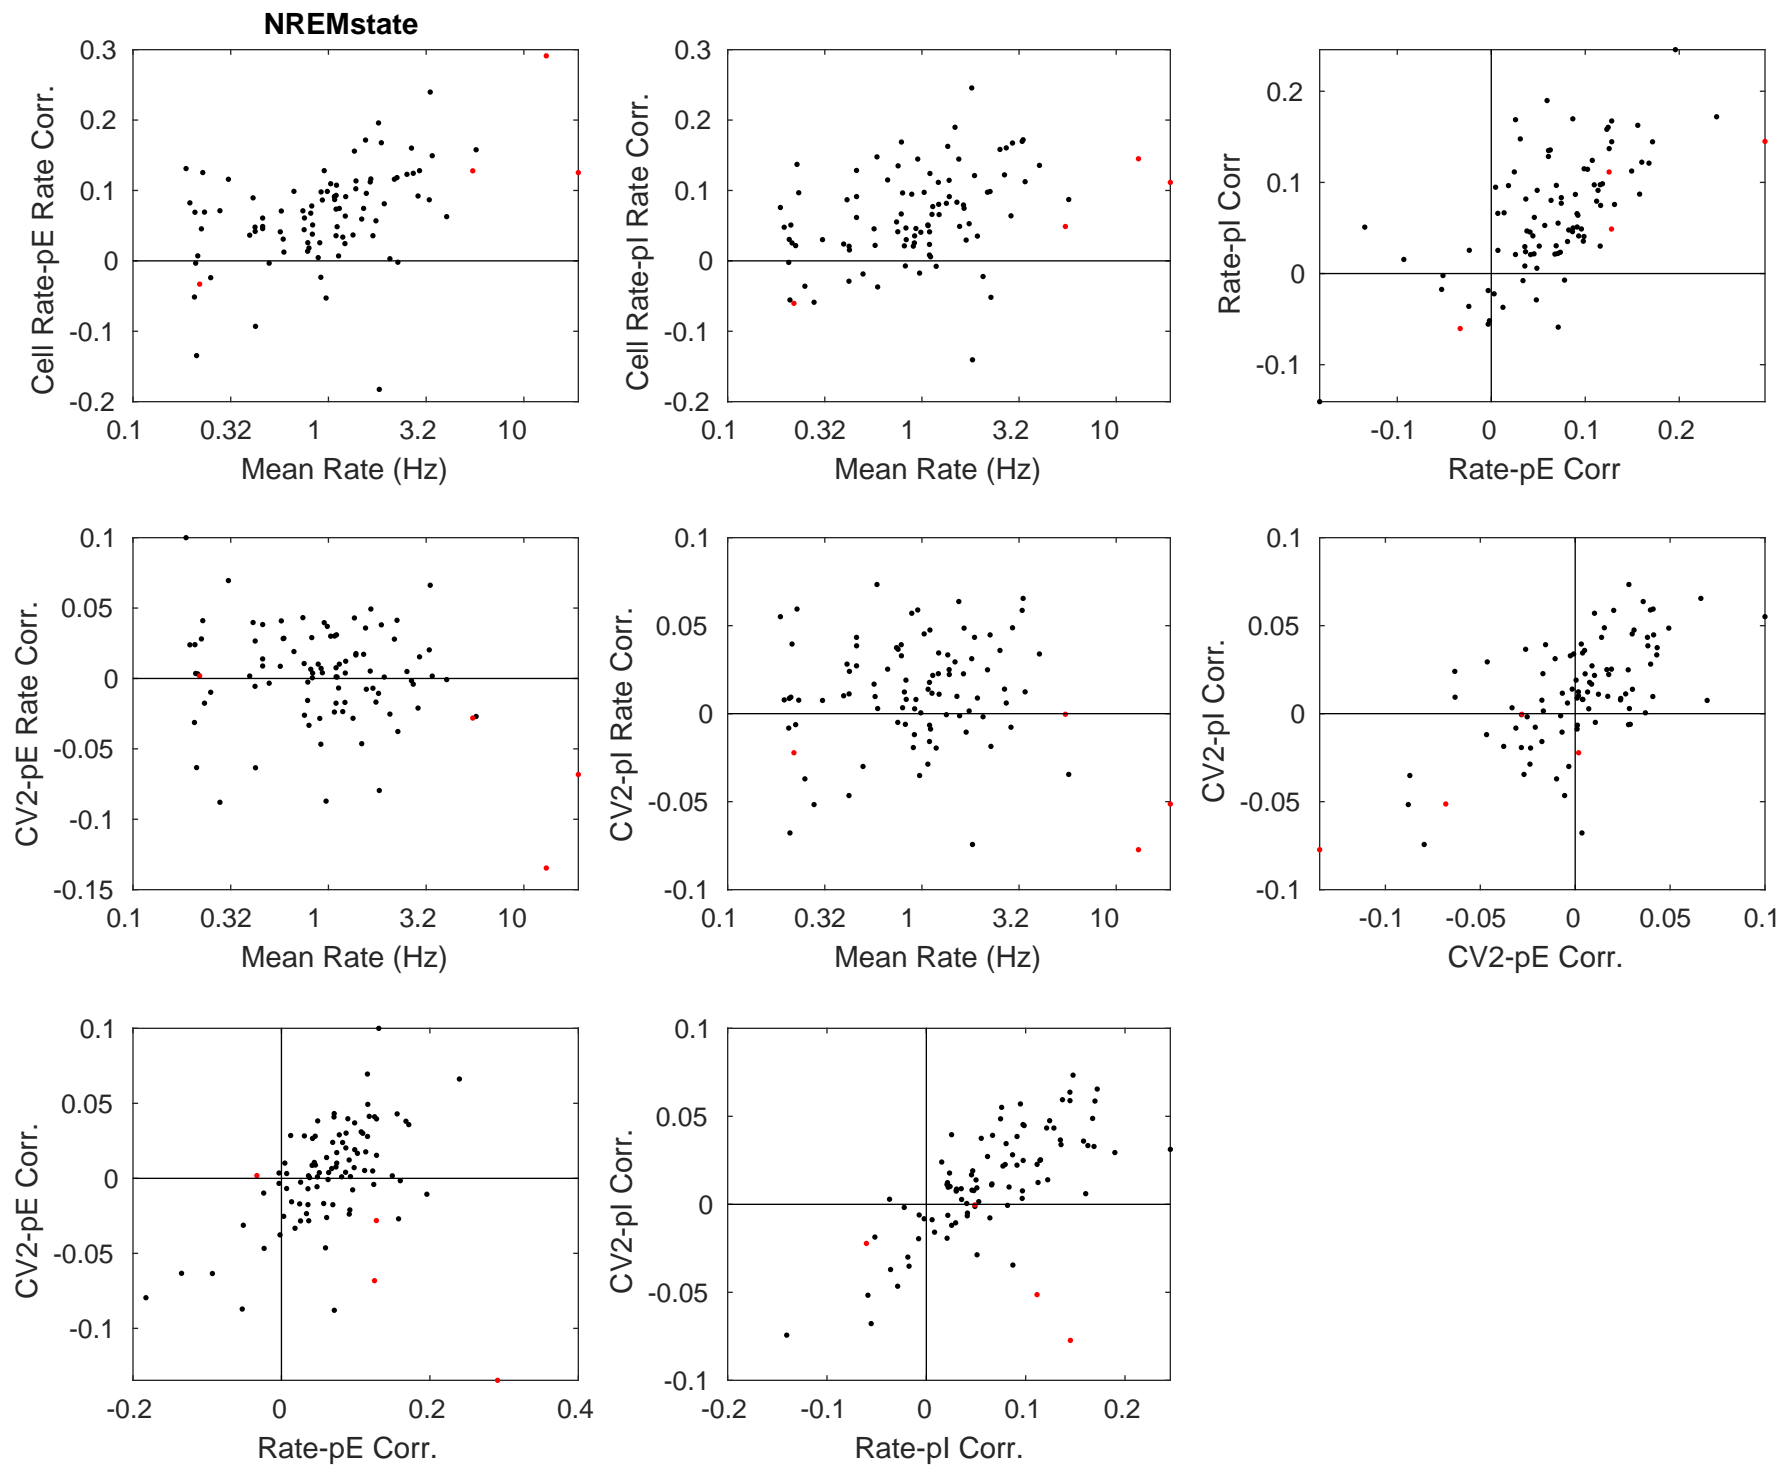 NREMstate
0.3
0.2
0.1
0
-0.1
-0.2
Cell Rate-pE Rate Corr.
0.1 0.32 1 3.2 10
Mean Rate (Hz)
0.3
0.2
0.1
0
-0.1
-0.2
Cell Rate-pI Rate Corr.
0.1 0.32 1 3.2 10
Mean Rate (Hz)
0.2
0.1
0
-0.1
Rate-pI Corr
-0.1 0 0.1 0.2
Rate-pE Corr
0.1
0.05
0
-0.05
-0.1
-0.15
CV2-pE Rate Corr.
0.1 0.32 1 3.2 10
Mean Rate (Hz)
0.1
0.05
0
-0.05
-0.1
CV2-pI Rate Corr.
0.1 0.32 1 3.2 10
Mean Rate (Hz)
0.1
0.05
0
-0.05
-0.1
CV2-pI Corr.
-0.1 -0.05 0 0.05 0.1
CV2-pE Corr.
0.1
0.05
0
-0.05
-0.1
CV2-pE Corr.
-0.2 0 0.2 0.4
Rate-pE Corr.
0.1
0.05
0
-0.05
-0.1
CV2-pI Corr.
-0.2 -0.1 0 0.1 0.2
Rate-pI Corr.